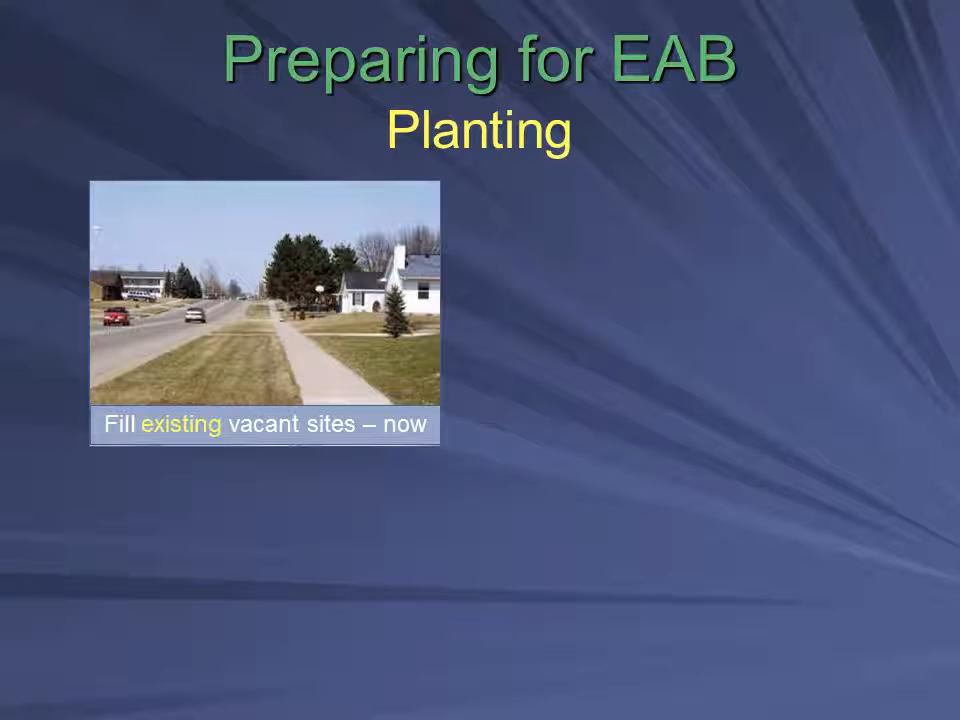 Preparing for EAB
Planting
Fill existing vacant sites – now